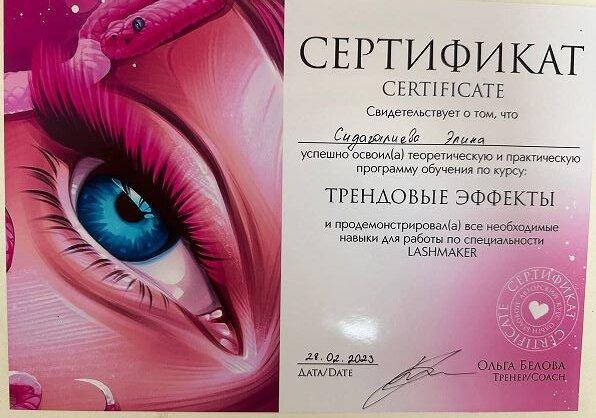 СЕРТИФИКАТ
CERTIFICATE
Свидетельствует о том, что
Сидагалиева Элина
успешно освоил(а) теоретическую и практическую
программу обучения по курсу:
ТРЕНДОВЫЕ ЭФФЕКТЫ
и продемонстрировал(а) все необходимые
навыки для работы по специальности
LASHMAKER
СЕРТИФИКАТ
CERTIFICATE
28.02.2023
ДАТА/DATE
ОЛЬГА БЕЛОВА
ТРЕНЕР/COACH